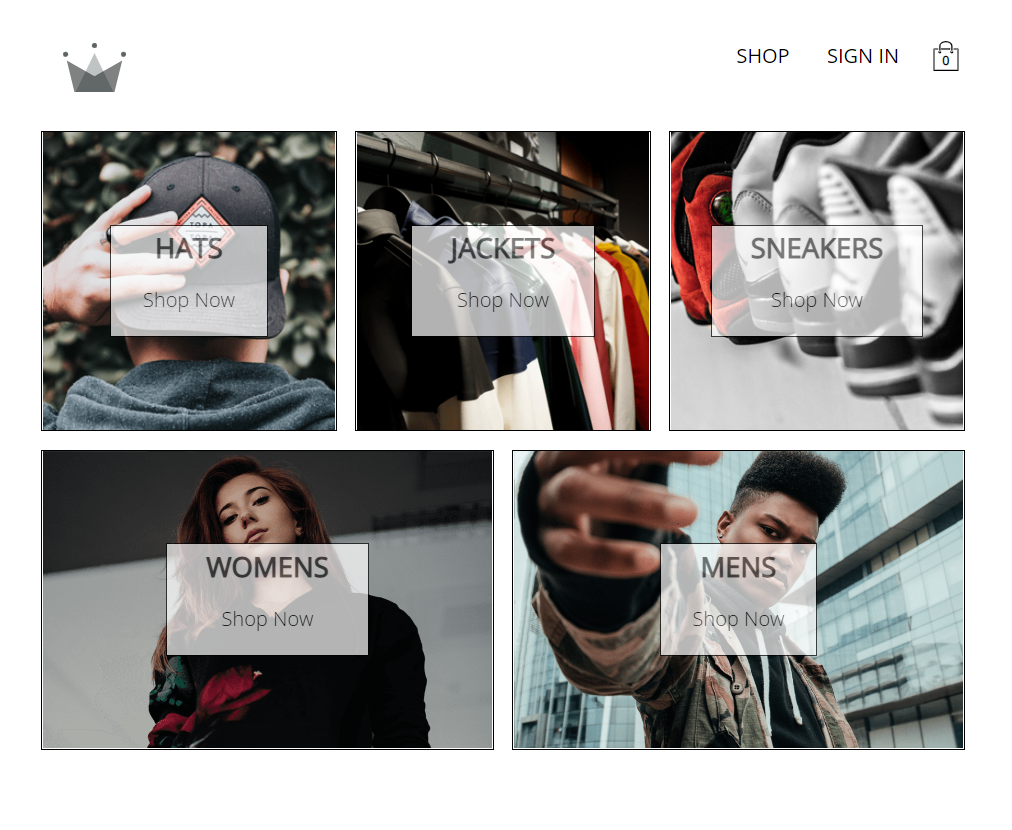 SHOP
SIGN IN
0
HATS
Shop Now
JACKETS
Shop Now
SNEAKERS
Shop Now
WOMENS
Shop Now
MENS
Shop Now